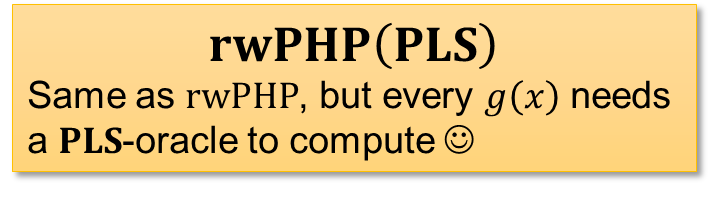 rwPHP(PLS)
Same as rwPHP, but every g(x) needs
a PLS-oracle to compute ☺